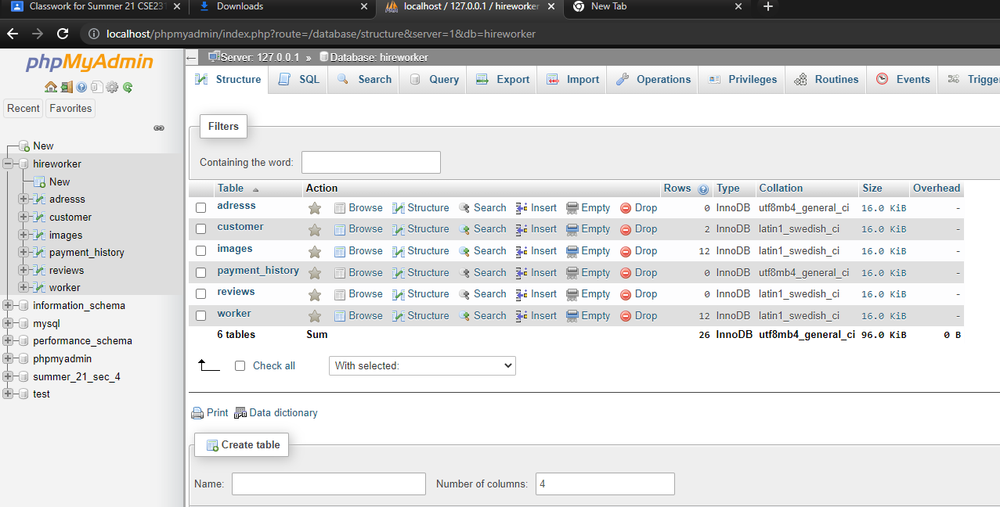 Classwork for Summer 21 CSE231
Downloads
localhost / 127.0.0.1 / hireworker
New Tab
localhost/phpmyadmin/index.php?route=/database/structure&server=1&db=hireworker
phpMyAdmin
Recent Favorites
New
hireworker
New
adresss
customer
images
payment_history
reviews
worker
information_schema
mysql
performance_schema
phpmyadmin
summer_21_sec_4
test
Server: 127.0.0.1 » Database: hireworker
Structure SQL Search Query Export Import Operations Privileges Routines Events Trigger
Filters
Containing the word:
Table Action Rows Type Collation Size Overhead
adresss Browse Structure Search Insert Empty Drop 0 InnoDB utf8mb4_general_ci 16.0 KiB -
customer Browse Structure Search Insert Empty Drop 2 InnoDB latin1_swedish_ci 16.0 KiB -
images Browse Structure Search Insert Empty Drop 12 InnoDB latin1_swedish_ci 16.0 KiB -
payment_history Browse Structure Search Insert Empty Drop 0 InnoDB utf8mb4_general_ci 16.0 KiB -
reviews Browse Structure Search Insert Empty Drop 0 InnoDB latin1_swedish_ci 16.0 KiB -
worker Browse Structure Search Insert Empty Drop 12 InnoDB latin1_swedish_ci 16.0 KiB -
6 tables Sum 26 InnoDB utf8mb4_general_ci 96.0 KiB 0 B
Check all With selected:
Print Data dictionary
Create table
Name: Number of columns: 4